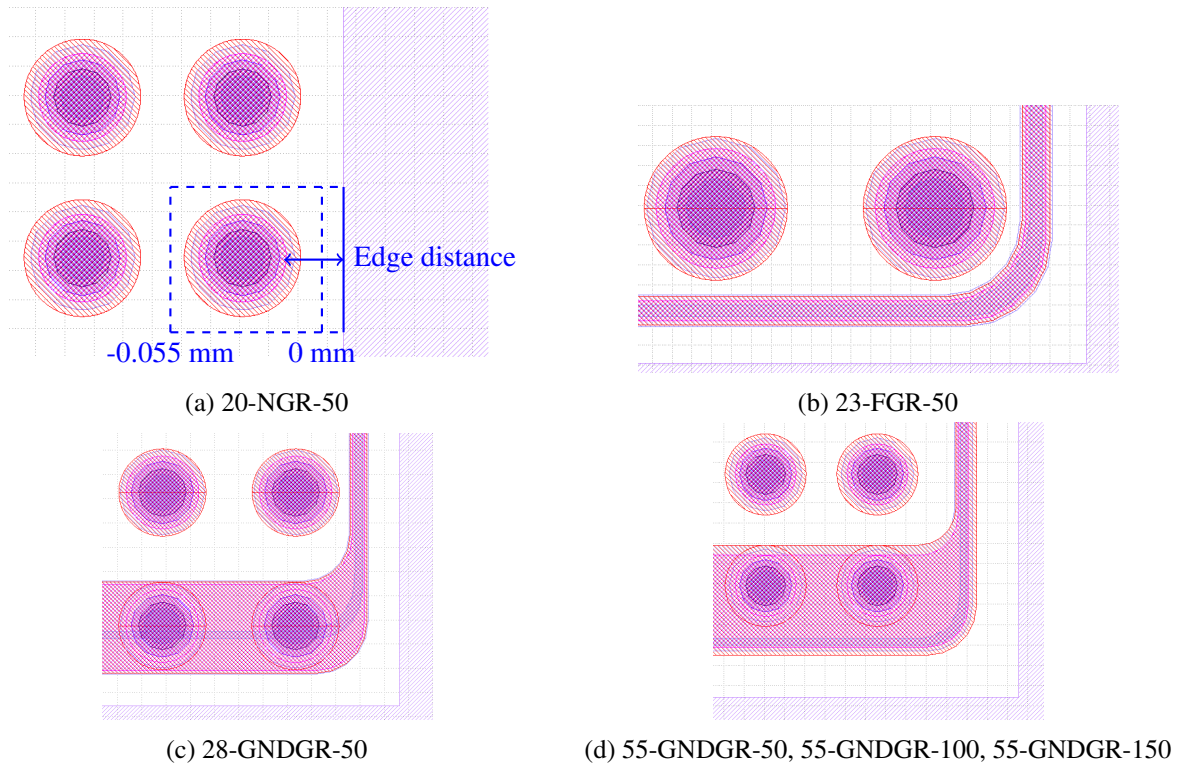 Edge distance
-0.055 mm
0 mm
(a) 20-NGR-50
(b) 23-FGR-50
(c) 28-GNDGR-50
(d) 55-GNDGR-50, 55-GNDGR-100, 55-GNDGR-150